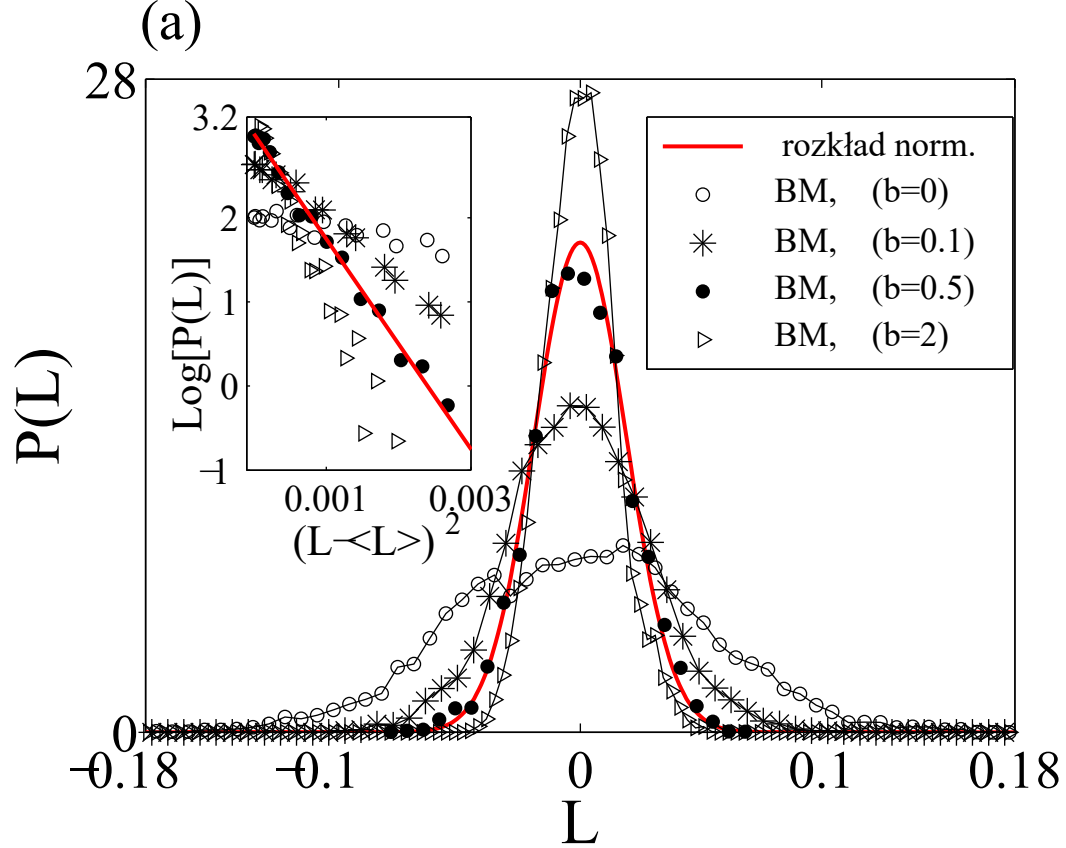 (a)
28
3.2
2
1
0
−1
Log[P(L)]
0.001
0.003
(L−<L>)²
rozkład norm.
BM, (b=0)
BM, (b=0.1)
BM, (b=0.5)
BM, (b=2)
P(L)
0
−0.18
−0.1
0
0.1
0.18
L